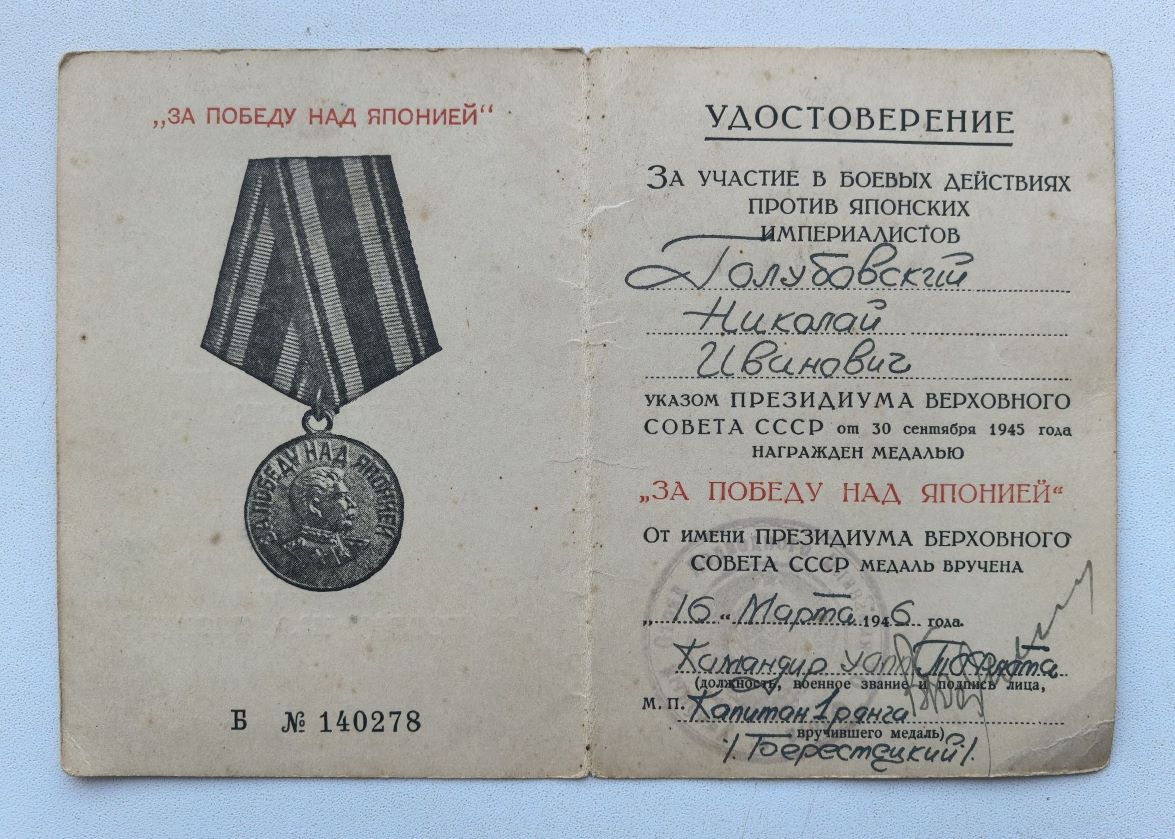 „ЗА ПОБЕДУ НАД ЯПОНИЕЙ“
ЗА ПОБЕДУ НАД ЯПОНИЕЙ
Б № 140278
УДОСТОВЕРЕНИЕ
ЗА УЧАСТИЕ В БОЕВЫХ ДЕЙСТВИЯХ
ПРОТИВ ЯПОНСКИХ
ИМПЕРИАЛИСТОВ
Голубовский
Николай
Иванович
УКАЗОМ ПРЕЗИДИУМА ВЕРХОВНОГО
СОВЕТА СССР от 30 сентября 1945 года
НАГРАЖДЕН МЕДАЛЬЮ
„ЗА ПОБЕДУ НАД ЯПОНИЕЙ“
ОТ ИМЕНИ ПРЕЗИДИУМА ВЕРХОВНОГО
СОВЕТА СССР МЕДАЛЬ ВРУЧЕНА
„16“ Марта 1946 года.
Командир
(должность, военное звание и подпись лица,
М. П. Капитан 1 ранга
вручившего медаль)
/. Берестецкий /.